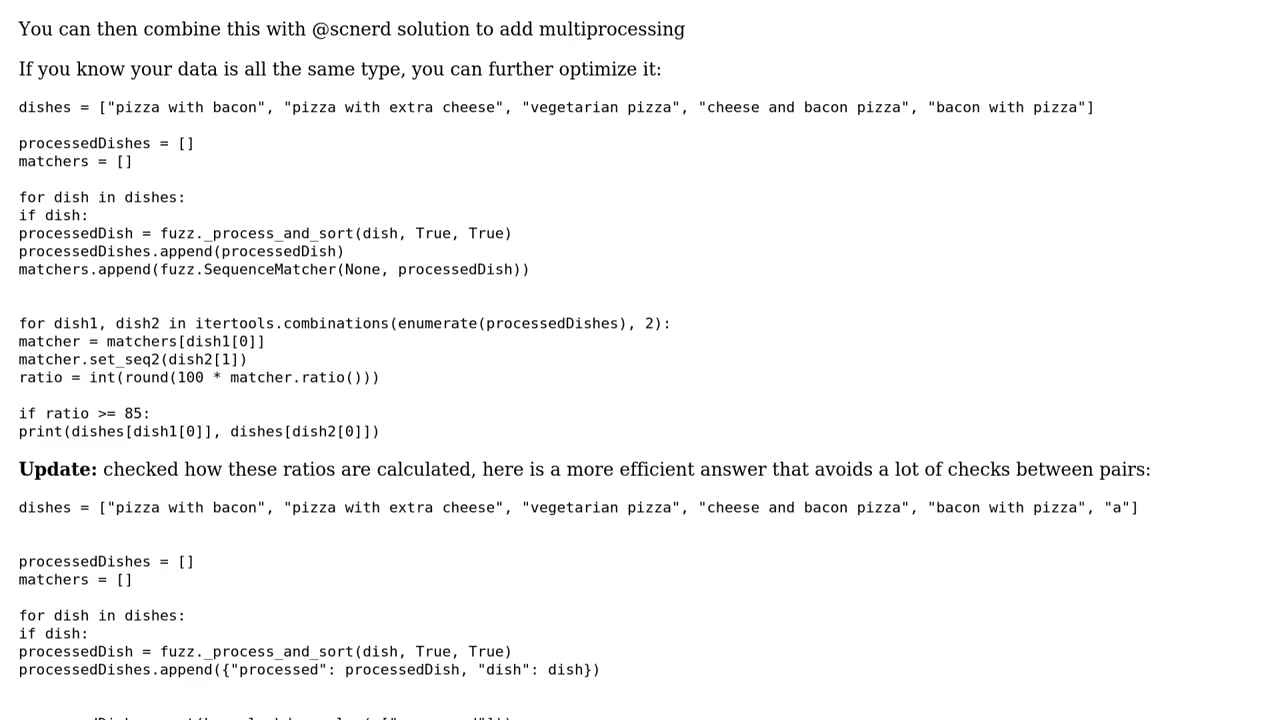 You can then combine this with @scnerd solution to add multiprocessing
If you know your data is all the same type, you can further optimize it:
dishes = ["pizza with bacon", "pizza with extra cheese", "vegetarian pizza", "cheese and bacon pizza", "bacon with pizza"]
processedDishes = []
matchers = []
for dish in dishes:
if dish:
processedDish = fuzz._process_and_sort(dish, True, True)
processedDishes.append(processedDish)
matchers.append(fuzz.SequenceMatcher(None, processedDish))
for dish1, dish2 in itertools.combinations(enumerate(processedDishes), 2):
matcher = matchers[dish1[0]]
matcher.set_seq2(dish2[1])
ratio = int(round(100 * matcher.ratio()))
if ratio >= 85:
print(dishes[dish1[0]], dishes[dish2[0]])
Update: checked how these ratios are calculated, here is a more efficient answer that avoids a lot of checks between pairs:
dishes = ["pizza with bacon", "pizza with extra cheese", "vegetarian pizza", "cheese and bacon pizza", "bacon with pizza", "a"]
processedDishes = []
matchers = []
for dish in dishes:
if dish:
processedDish = fuzz._process_and_sort(dish, True, True)
processedDishes.append({"processed": processedDish, "dish": dish})